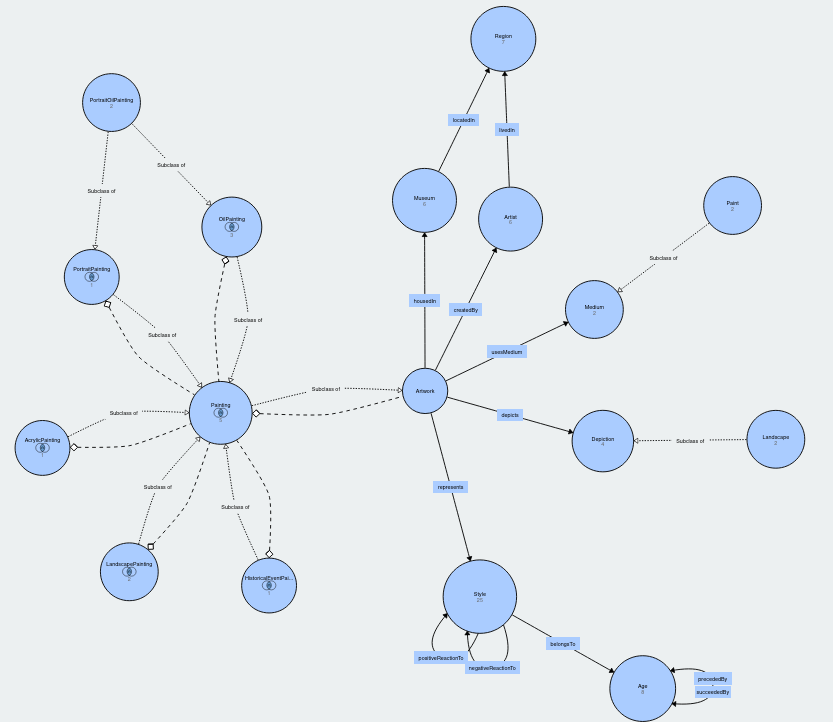 Region
7
PortraitOilPainting
2
locatedIn
livedIn
Subclass of
Subclass of
Museum
6
Artist
6
Paint
2
OilPainting
3
Subclass of
PortraitPainting
1
housedIn
createdBy
Medium
2
Subclass of
Subclass of
usesMedium
Subclass of
Artwork
Painting
5
Subclass of
depicts
AcrylicPainting
1
Depiction
4
Subclass of
Landscape
2
Subclass of
represents
Subclass of
LandscapePainting
2
HistoricalEventPai...
1
Style
25
belongsTo
positiveReactionTo
negativeReactionTo
Age
8
precededBy
succeededBy